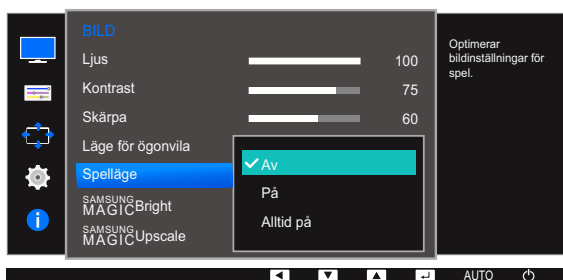 BILD
Ljus 100
Kontrast 75
Skärpa 60
Läge för ögonvila
Spelläge
SAMSUNG
MAGICBright
SAMSUNG
MAGICUpscale
Av
På
Alltid på
Optimerar
bildinställningar för
spel.
AUTO